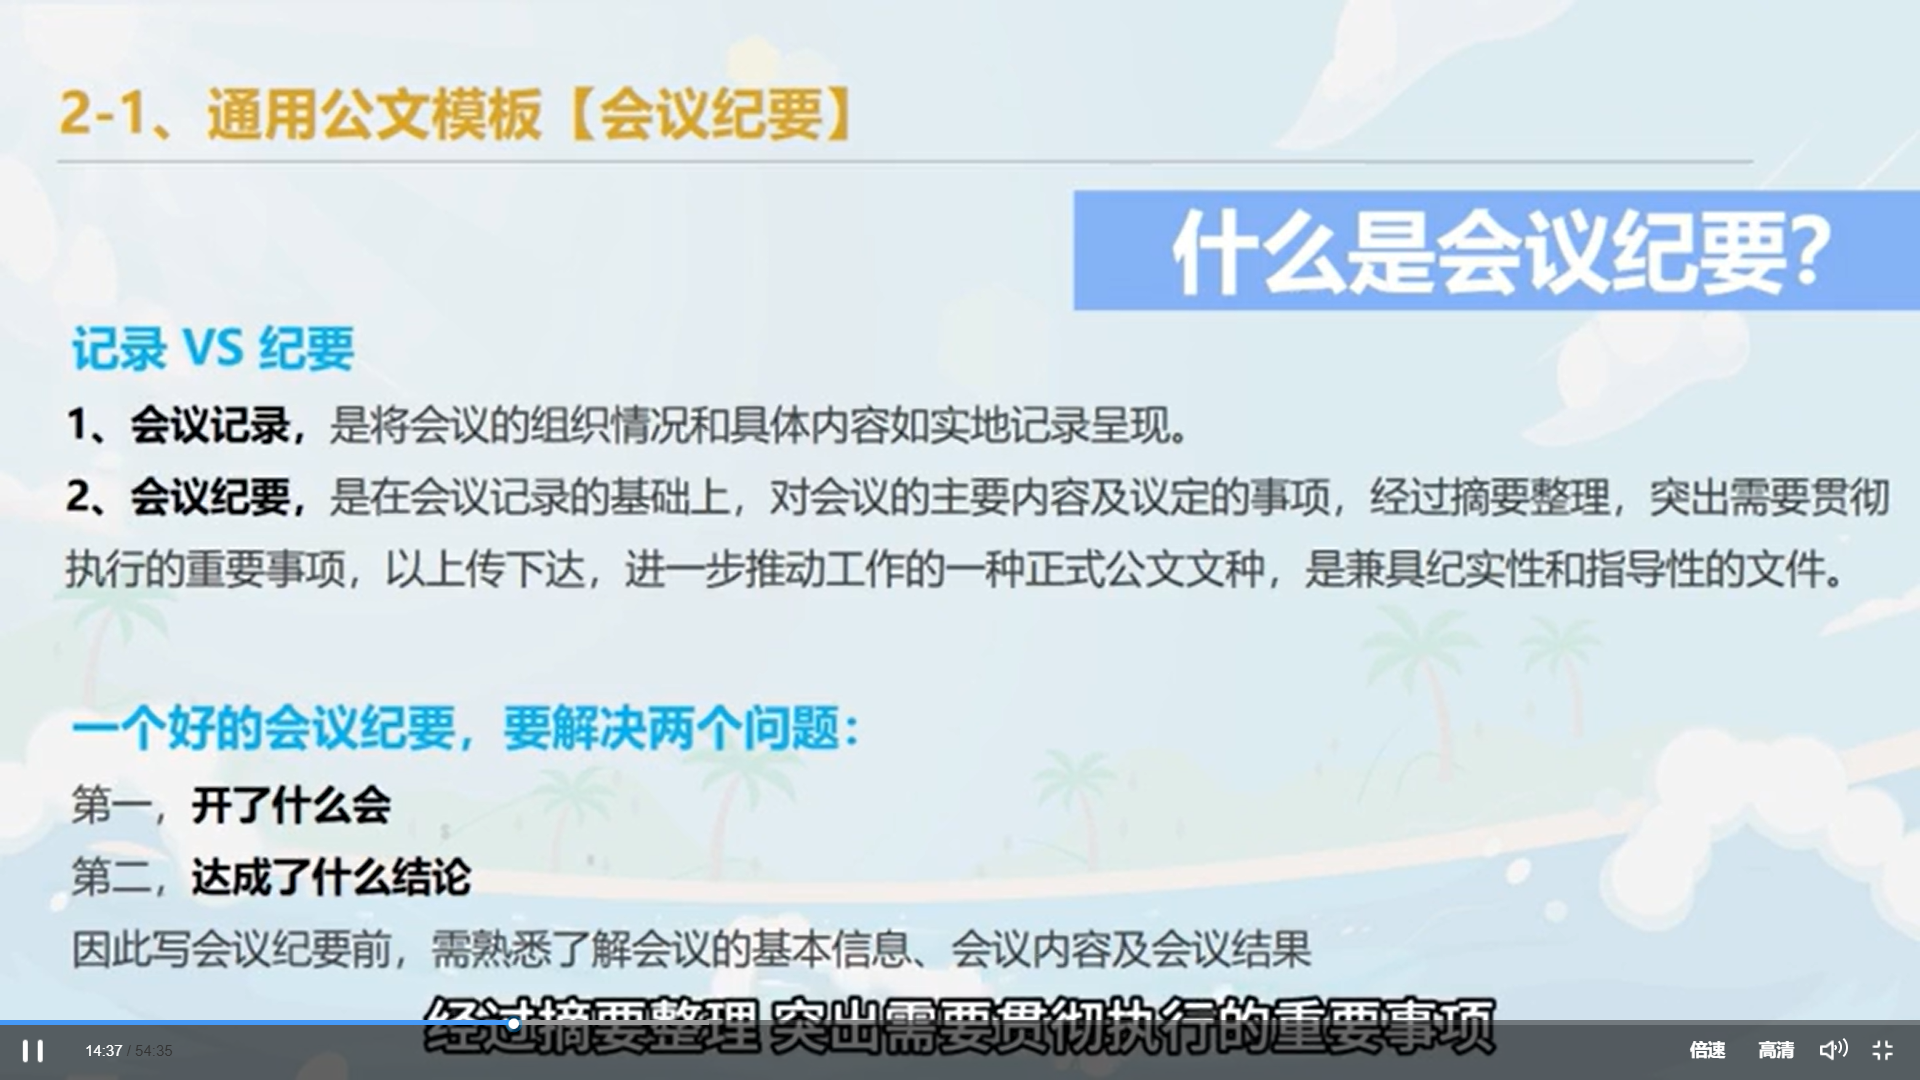 2-1、通用公文模板【会议纪要】
什么是会议纪要?
记录 VS 纪要
1、会议记录，是将会议的组织情况和具体内容如实地记录呈现。
2、会议纪要，是在会议记录的基础上，对会议的主要内容及议定的事项，经过摘要整理，突出需要贯彻
执行的重要事项，以上传下达，进一步推动工作的一种正式公文文种，是兼具纪实性和指导性的文件。
一个好的会议纪要，要解决两个问题：
第一，开了什么会
第二，达成了什么结论
因此写会议纪要前，需熟悉了解会议的基本信息、会议内容及会议结果
经过摘要整理 突出需要贯彻执行的重要事项
14:37 / 54:35 倍速 高清